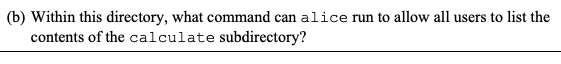 (b) Within this directory, what command can alice run to allow all users to list the
contents of the calculate subdirectory?